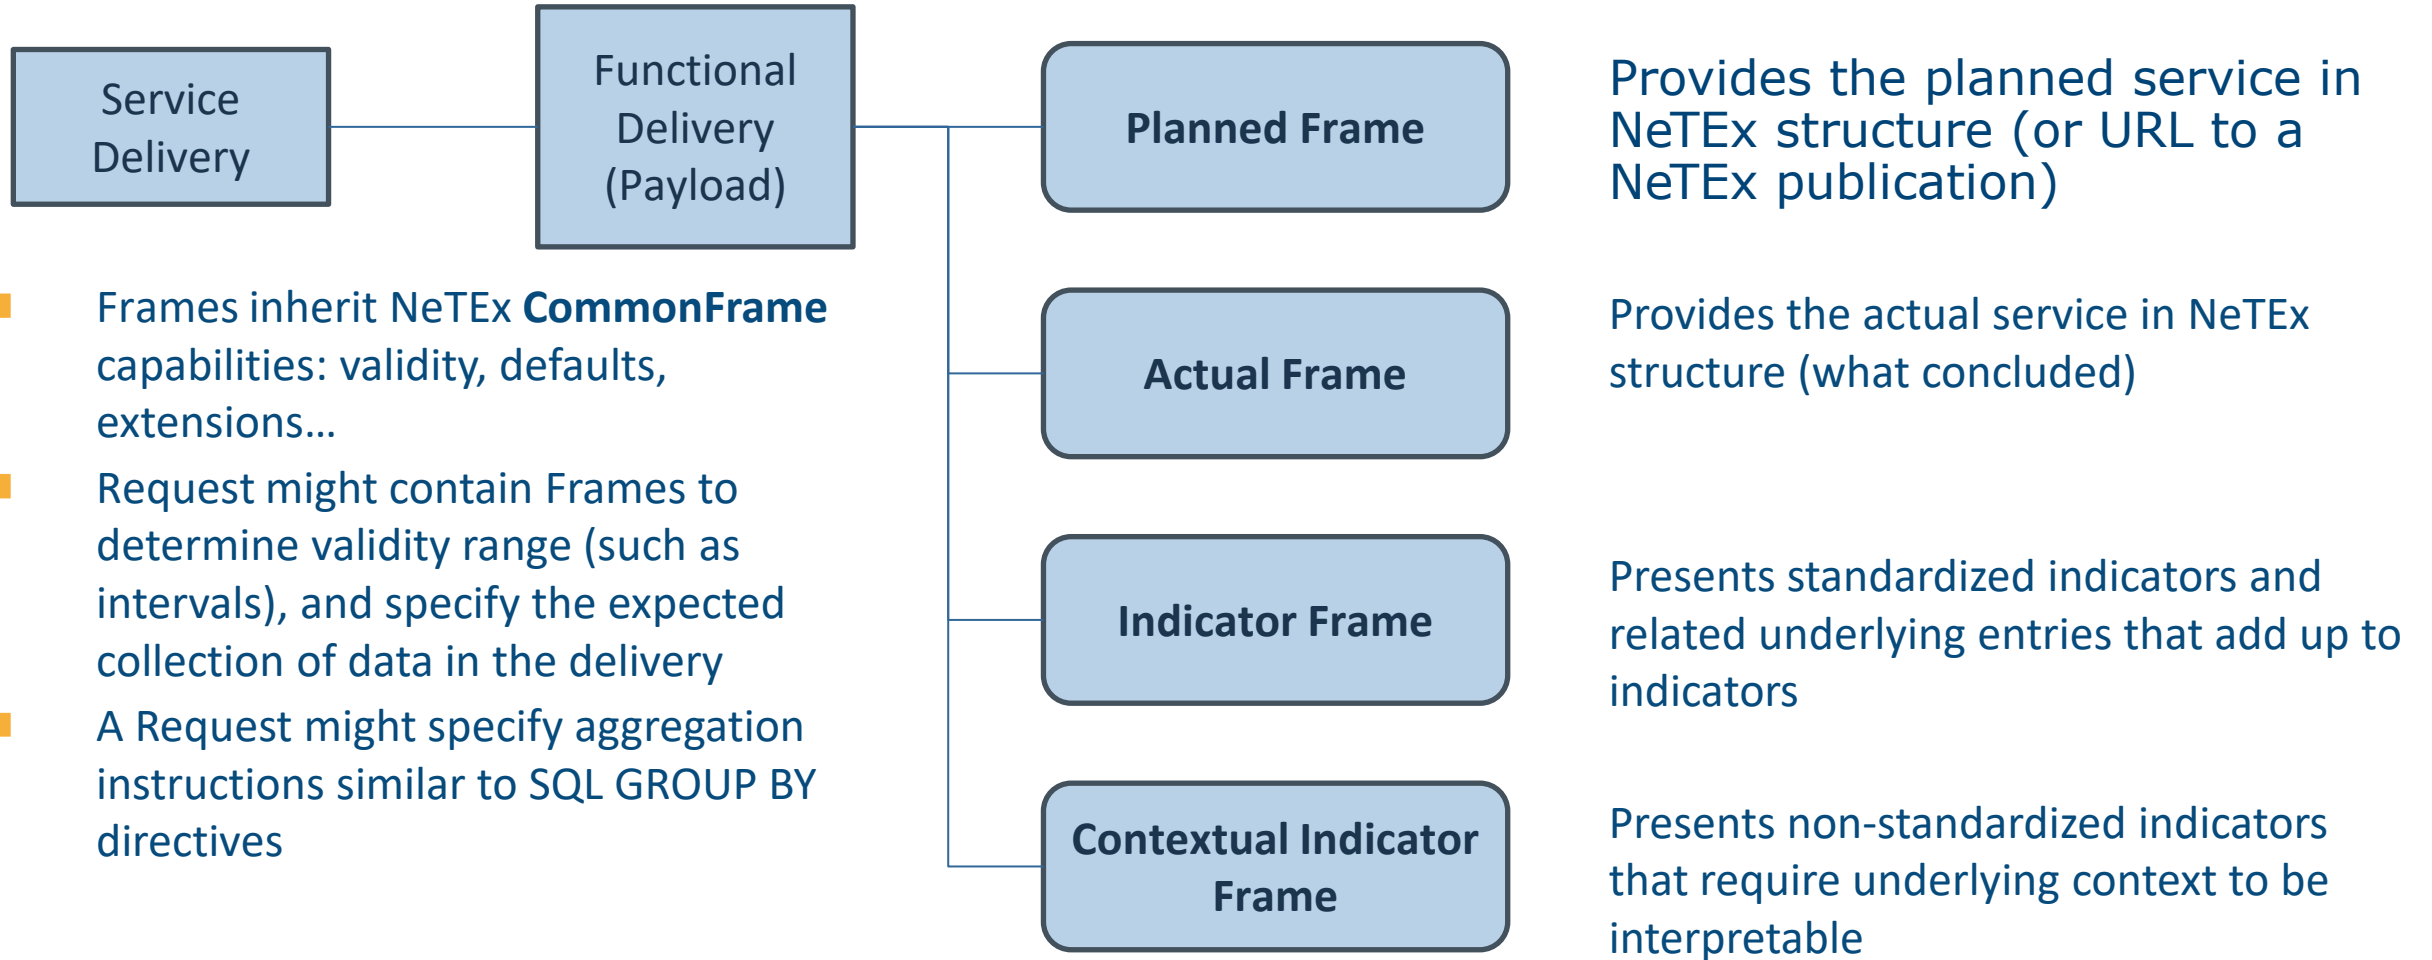 Service
Delivery
Functional
Delivery
(Payload)
Planned Frame
Provides the planned service in
NeTEx structure (or URL to a
NeTEx publication)
Frames inherit NeTEx CommonFrame
capabilities: validity, defaults,
extensions…
Request might contain Frames to
determine validity range (such as
intervals), and specify the expected
collection of data in the delivery
A Request might specify aggregation
instructions similar to SQL GROUP BY
directives
Actual Frame
Provides the actual service in NeTEx
structure (what concluded)
Indicator Frame
Presents standardized indicators and
related underlying entries that add up to
indicators
Contextual Indicator
Frame
Presents non-standardized indicators
that require underlying context to be
interpretable